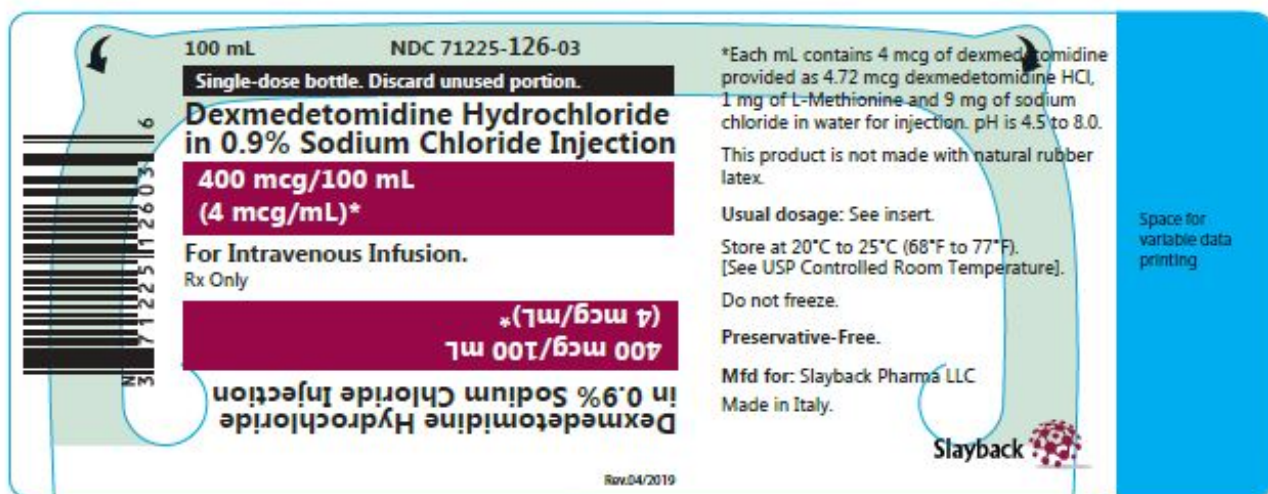 100 mL NDC 71225-126-03
Single-dose bottle. Discard unused portion.
Dexmedetomidine Hydrochloride
in 0.9% Sodium Chloride Injection
400 mcg/100 mL
(4 mcg/mL)*
For Intravenous Infusion.
Rx Only
Dexmedetomidine Hydrochloride
in 0.9% Sodium Chloride Injection
400 mcg/100 mL
(4 mcg/mL)*
Rev.04/2019
N
3 71225 12603 6
*Each mL contains 4 mcg of dexmedetomidine
provided as 4.72 mcg dexmedetomidine HCl,
1 mg of L-Methionine and 9 mg of sodium
chloride in water for injection. pH is 4.5 to 8.0.
This product is not made with natural rubber
latex.
Usual dosage: See insert.
Store at 20°C to 25°C (68°F to 77°F).
[See USP Controlled Room Temperature].
Do not freeze.
Preservative-Free.
Mfd for: Slayback Pharma LLC
Made in Italy.
Slayback
Space for
variable data
printing